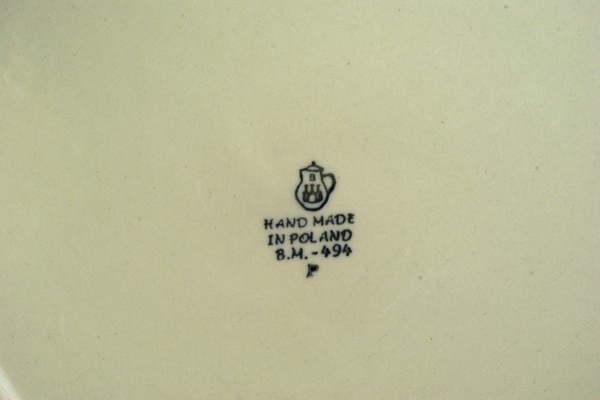 B
HAND MADE
IN POLAND
B.M.-494
P